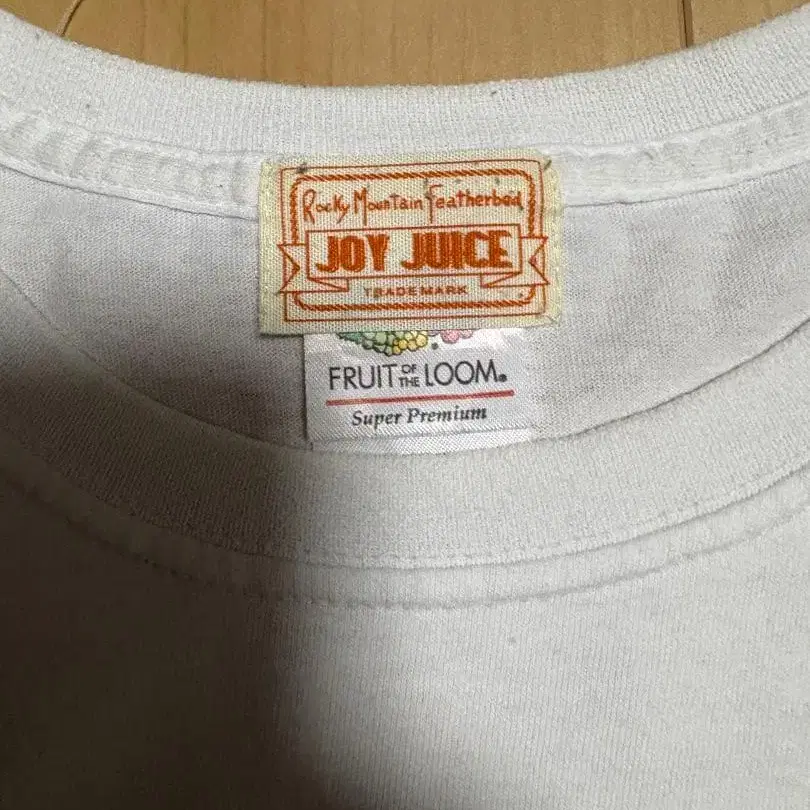 Rocky Mountain Featherbed
JOY JUICE
TRADEMARK
FRUIT OF THE LOOM®
Super Premium